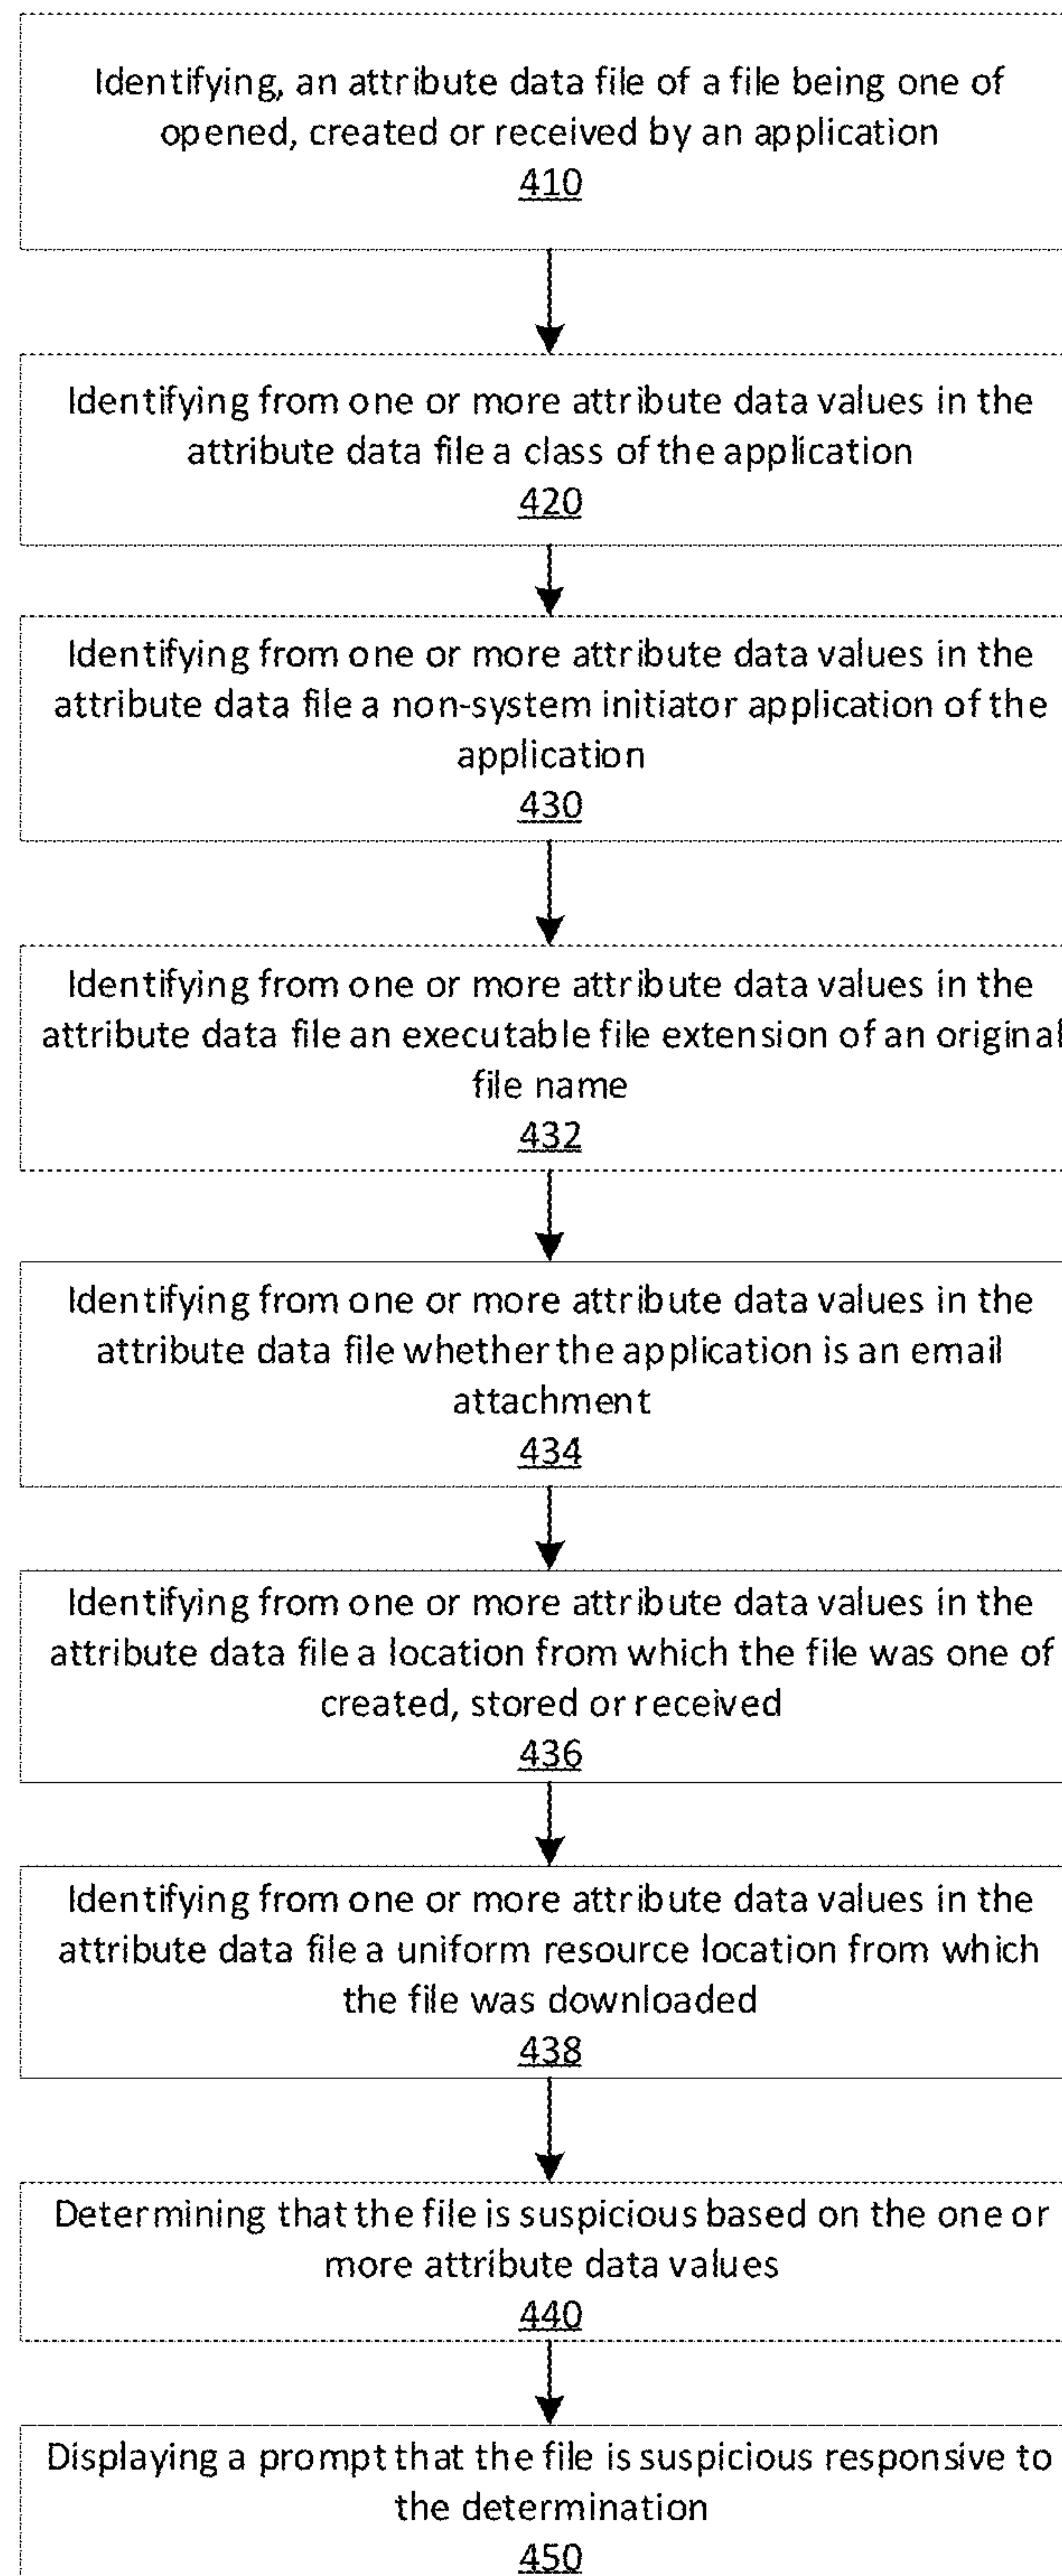 Identifying, an attribute data file of a file being one of
opened, created or received by an application
410
Identifying from one or more attribute data values in the
attribute data file a class of the application
420
Identifying from one or more attribute data values in the
attribute data file a non-system initiator application of the
application
430
Identifying from one or more attribute data values in the
attribute data file an executable file extension of an original
file name
432
Identifying from one or more attribute data values in the
attribute data file whether the application is an email
attachment
434
Identifying from one or more attribute data values in the
attribute data file a location from which the file was one of
created, stored or received
436
Identifying from one or more attribute data values in the
attribute data file a uniform resource location from which
the file was downloaded
438
Determining that the file is suspicious based on the one or
more attribute data values
440
Displaying a prompt that the file is suspicious responsive to
the determination
450